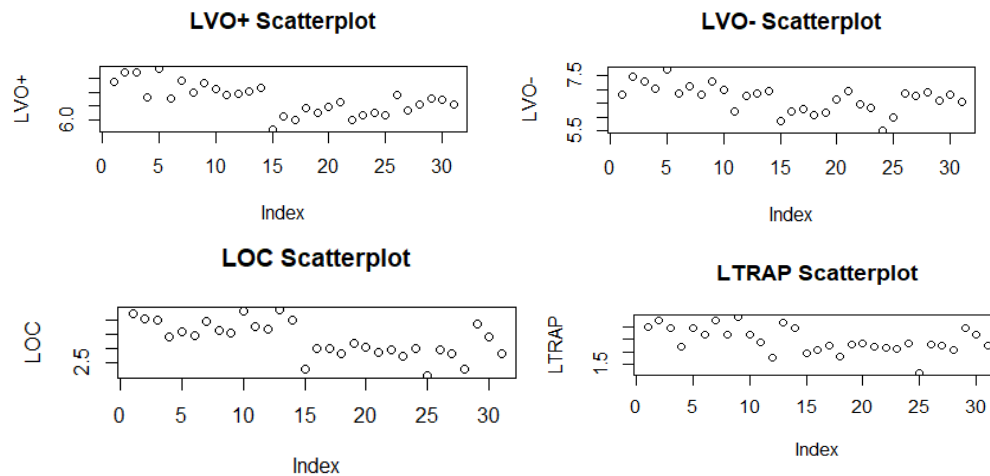 LVO+ Scatterplot
LVO+
6.0
0 5 10 15 20 25 30
Index
LVO- Scatterplot
LVO-
7.5
5.5
0 5 10 15 20 25 30
Index
LOC Scatterplot
LOC
2.5
0 5 10 15 20 25 30
Index
LTRAP Scatterplot
LTRAP
1.5
0 5 10 15 20 25 30
Index